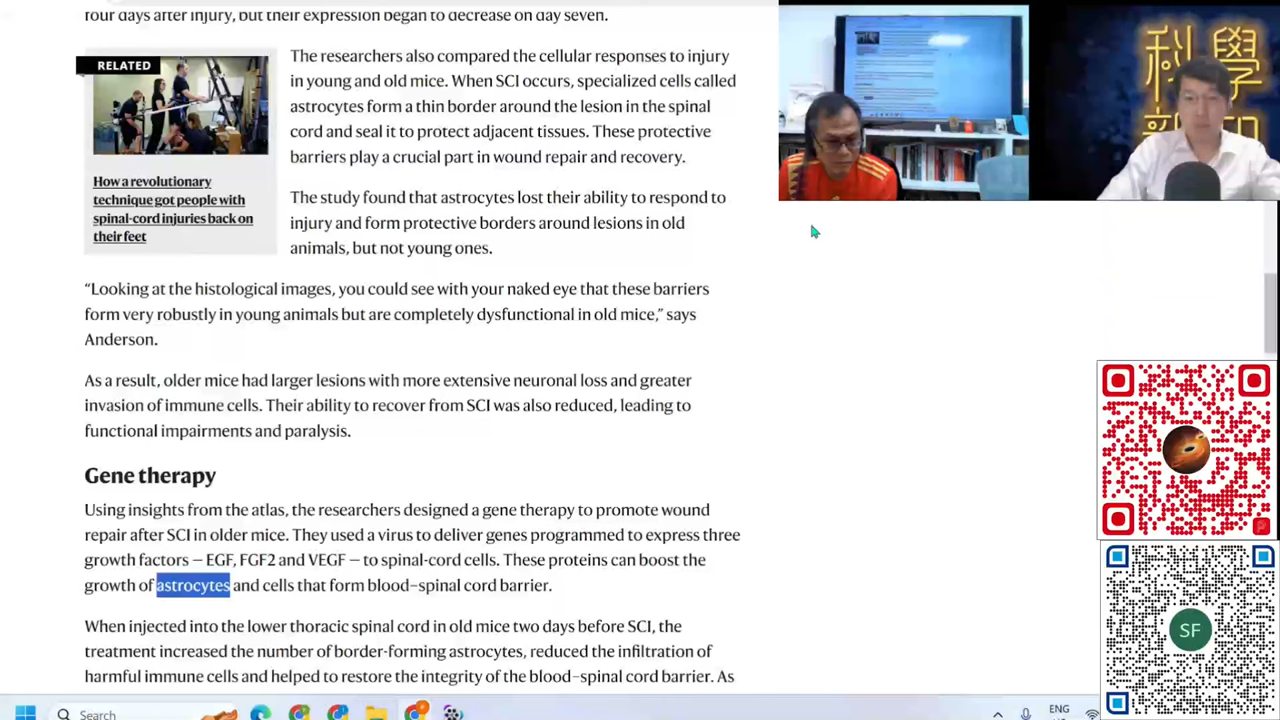 four days after injury, but their expression began to decrease on day seven.
RELATED
How a revolutionary
technique got people with
spinal-cord injuries back on
their feet
The researchers also compared the cellular responses to injury
in young and old mice. When SCI occurs, specialized cells called
astrocytes form a thin border around the lesion in the spinal
cord and seal it to protect adjacent tissues. These protective
barriers play a crucial part in wound repair and recovery.
The study found that astrocytes lost their ability to respond to
injury and form protective borders around lesions in old
animals, but not young ones.
“Looking at the histological images, you could see with your naked eye that these barriers
form very robustly in young animals but are completely dysfunctional in old mice,” says
Anderson.
As a result, older mice had larger lesions with more extensive neuronal loss and greater
invasion of immune cells. Their ability to recover from SCI was also reduced, leading to
functional impairments and paralysis.
Gene therapy
Using insights from the atlas, the researchers designed a gene therapy to promote wound
repair after SCI in older mice. They used a virus to deliver genes programmed to express three
growth factors — EGF, FGF2 and VEGF — to spinal-cord cells. These proteins can boost the
growth of astrocytes and cells that form blood–spinal cord barrier.
When injected into the lower thoracic spinal cord in old mice two days before SCI, the
treatment increased the number of border-forming astrocytes, reduced the infiltration of
harmful immune cells and helped to restore the integrity of the blood–spinal cord barrier. As
科學
SF
Search
ENG